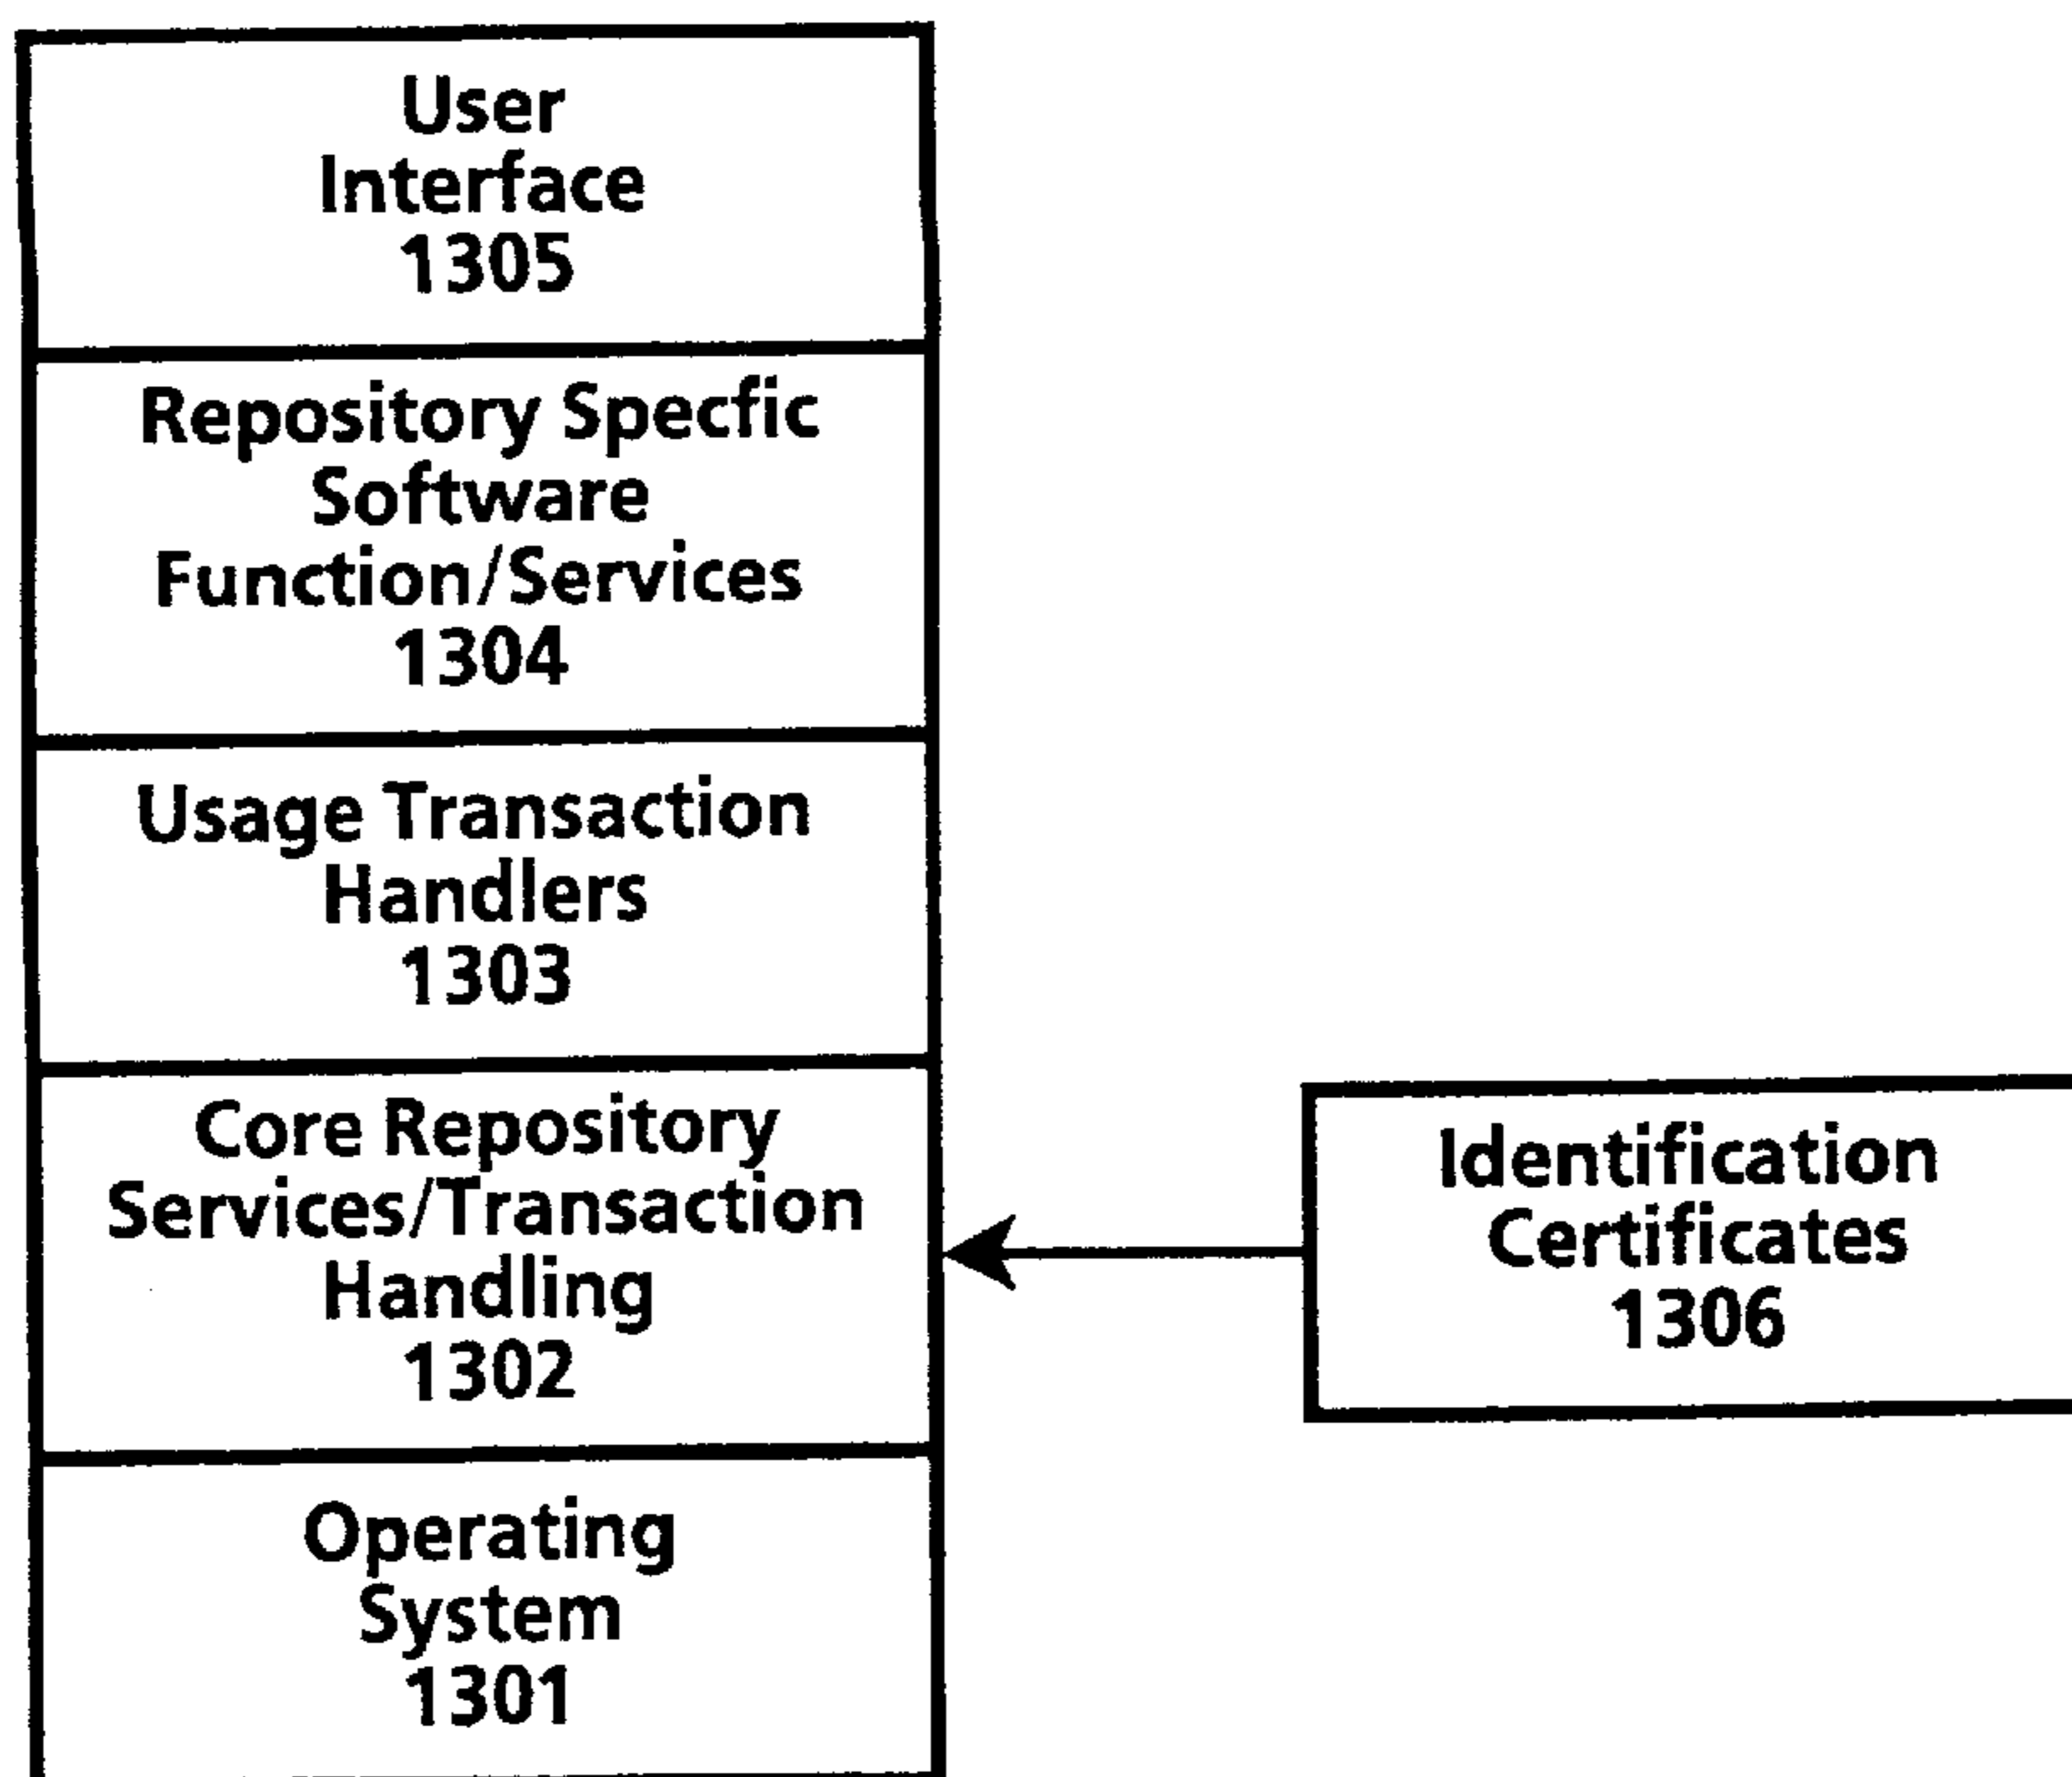 User
Interface
1305
Repository Specfic
Software
Function/Services
1304
Usage Transaction
Handlers
1303
Core Repository
Services/Transaction
Handling
1302
Identification
Certificates
1306
Operating
System
1301